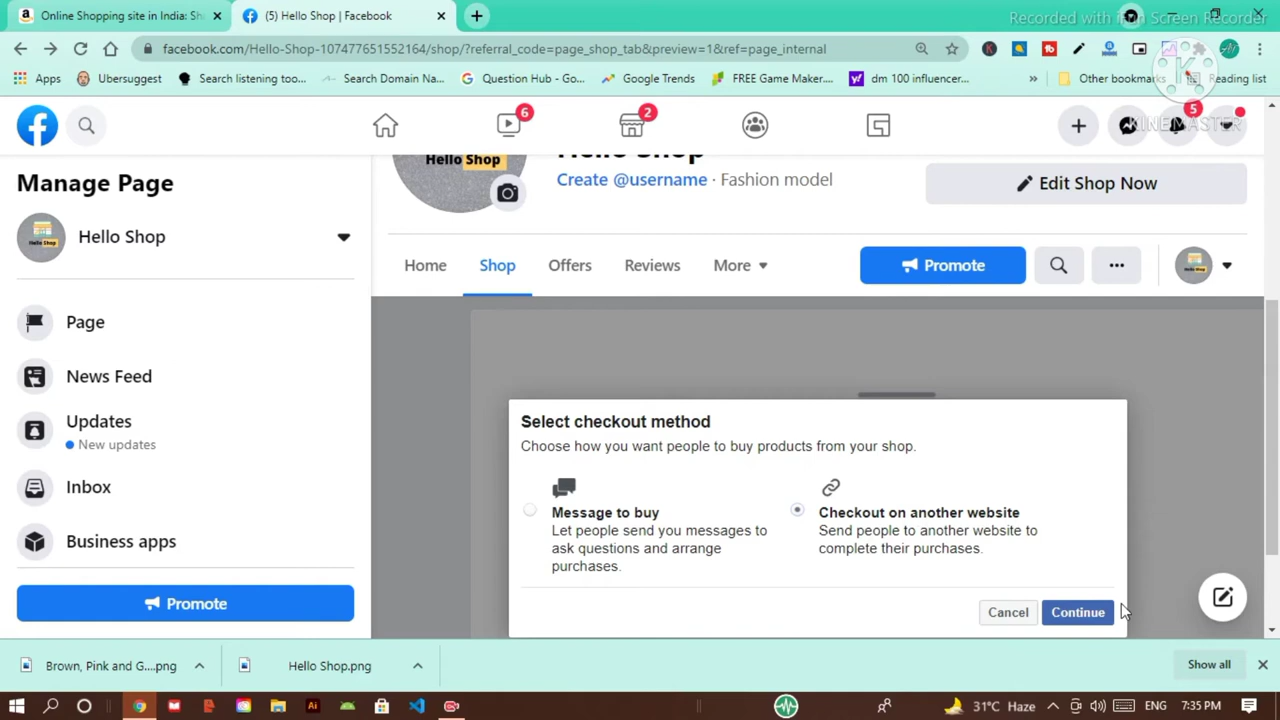 Online Shopping site in India: Sh
(5) Hello Shop | Facebook
Recorded with iTop Screen Recorder
facebook.com/Hello-Shop-107477651552164/shop/?referral_code=page_shop_tab&preview=1&ref=page_internal
Apps
Ubersuggest
Search listening too...
Search Domain Na...
Question Hub - Go...
Google Trends
FREE Game Maker....
dm 100 influencer...
Other bookmarks
Reading list
6
2
5
KINEMASTER
Manage Page
Hello Shop
Page
News Feed
Updates
New updates
Inbox
Business apps
Promote
Hello Shop
Hello Shop
Create @username · Fashion model
Edit Shop Now
Home
Shop
Offers
Reviews
More
Promote
Select checkout method
Choose how you want people to buy products from your shop.
Message to buy
Let people send you messages to
ask questions and arrange
purchases.
Checkout on another website
Send people to another website to
complete their purchases.
Cancel
Continue
Brown, Pink and G....png
Hello Shop.png
Show all
31°C Haze
ENG
7:35 PM